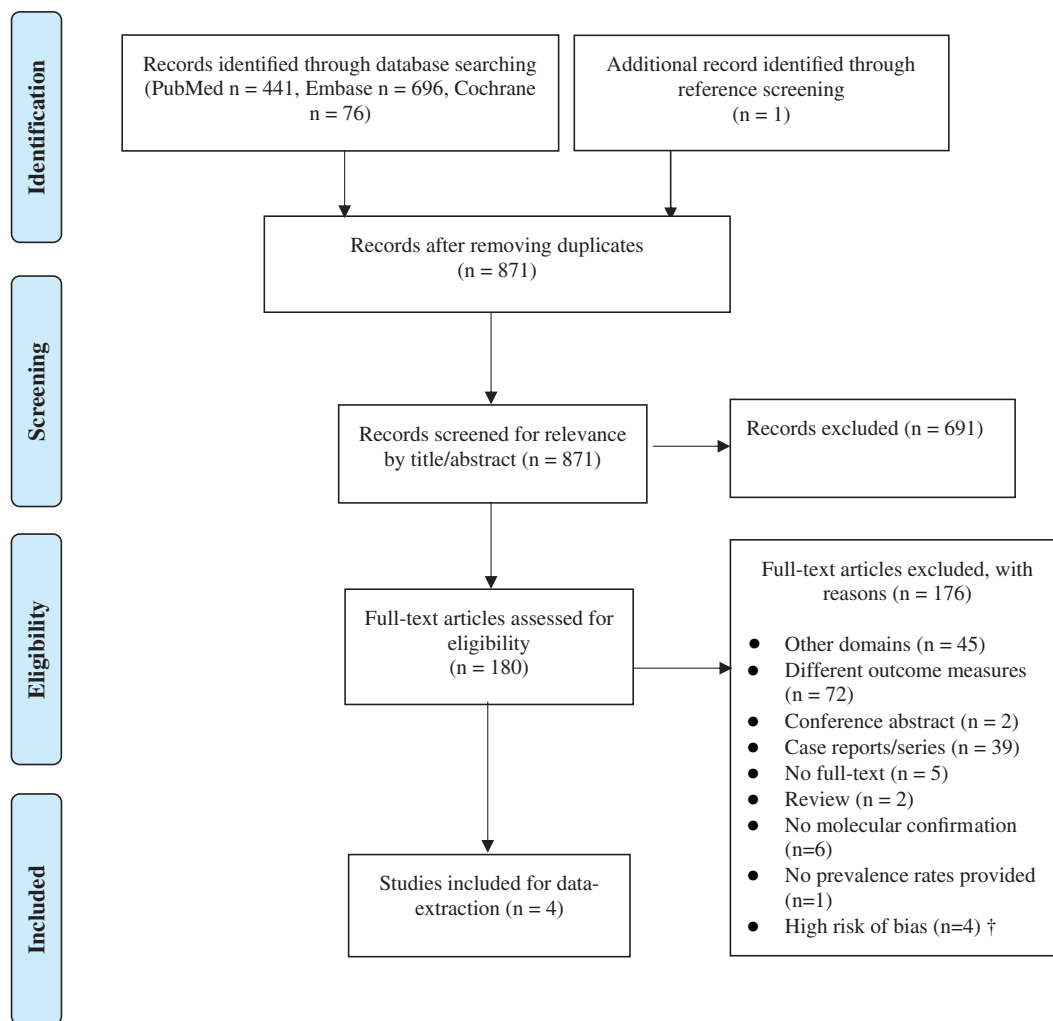 Identification
Records identified through database searching
(PubMed n = 441, Embase n = 696, Cochrane
n = 76)
Additional record identified through
reference screening
(n = 1)
Records after removing duplicates
(n = 871)
Screening
Records screened for relevance
by title/abstract (n = 871)
Records excluded (n = 691)
Eligibility
Full-text articles assessed for
eligibility
(n = 180)
Full-text articles excluded, with
reasons (n = 176)
● Other domains (n = 45)
● Different outcome measures
(n = 72)
● Conference abstract (n = 2)
● Case reports/series (n = 39)
● No full-text (n = 5)
● Review (n = 2)
● No molecular confirmation
(n=6)
● No prevalence rates provided
(n=1)
● High risk of bias (n=4) †
Included
Studies included for data-
extraction (n = 4)